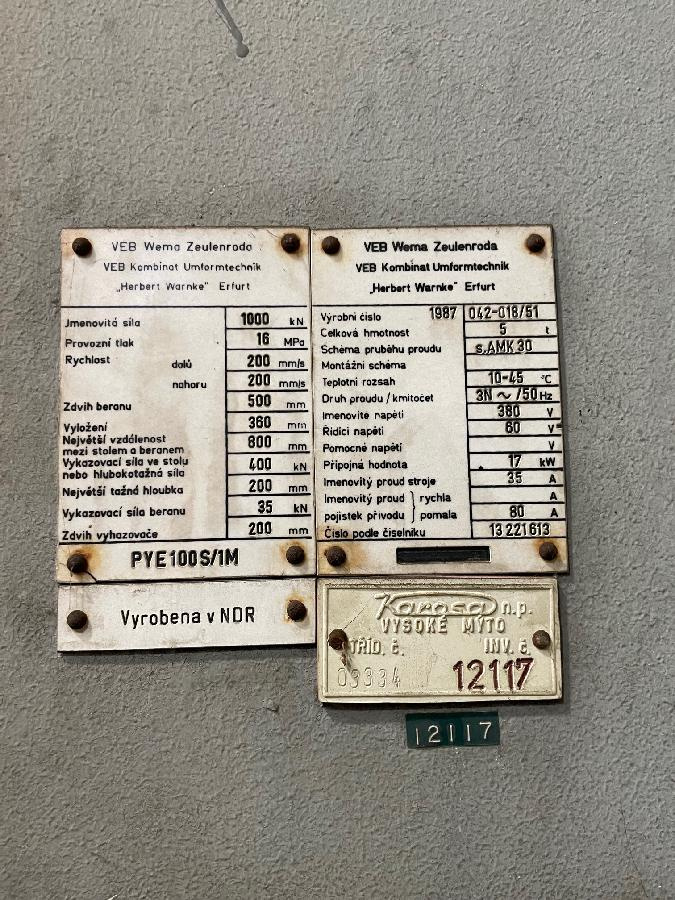 VEB Wema Zeulenroda
VEB Kombinat Umformtechnik
„Herbert Warnke" Erfurt
Jmenovitá síla 1000 kN
Provozní tlak 16 MPa
Rychlost dolů 200 mm/s
nahoru 200 mm/s
Zdvih beranu 500 mm
Vyložení 360 mm
Největší vzdálenost
mezi stolem a beranem 800 mm
Vykazovací síla ve stolu
nebo hlubokotažná síla 400 kN
Největší tažná hloubka 200 mm
Vykazovací síla beranu 35 kN
Zdvih vyhazovače 200 mm
PYE100S/1M
Vyrobena v NDR
VEB Wema Zeulenroda
VEB Kombinat Umformtechnik
„Herbert Warnke" Erfurt
Výrobní číslo 1987 042-018/51
Celková hmotnost 5 t
Schéma pruběhu proudu s.AMK 30
Montážní schéma
Teplotní rozsah 10-45 °C
Druh proudu / kmitočet 3N ~ /50 Hz
Jmenovité napětí 380 V
Řídicí napětí 60 V=
Pomocné napětí V
Přípojná hodnota 17 kW
Jmenovitý proud stroje 35 A
Jmenovitý proud } rychla A
pojistek přívodu } pomala 80 A
Číslo podle číselníku 13 221 613
Karosa n.p.
VYSOKÉ MÝTO
TŘÍD. č. INV. č.
03334 12117
12117